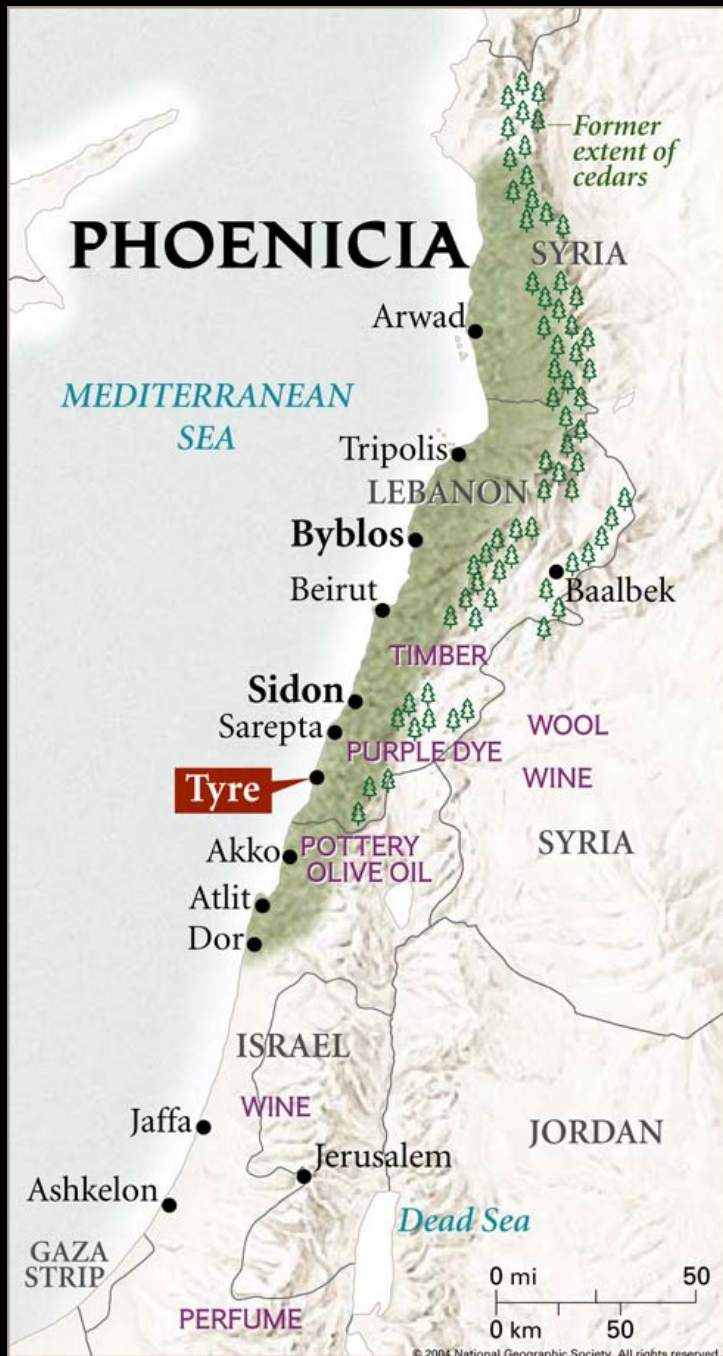 Former
extent of
cedars
PHOENICIA
SYRIA
Arwad
MEDITERRANEAN
SEA
Tripolis
LEBANON
Byblos
Baalbek
Beirut
TIMBER
Sidon
WOOL
Sarepta
PURPLE DYE
WINE
Tyre
SYRIA
POTTERY
Akko
OLIVE OIL
Atlit
Dor
ISRAEL
WINE
Jaffa
JORDAN
Jerusalem
Ashkelon
Dead Sea
GAZA
STRIP
0 mi 50
PERFUME
0 km 50
© 2004 National Geographic Society. All rights reserved.